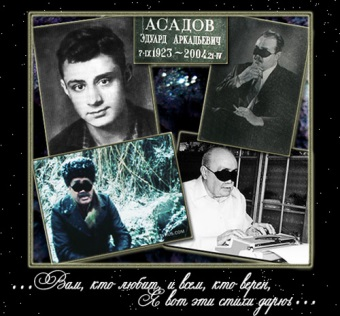 АСАДОВ
ЭДУАРД АРКАДЬЕВИЧ
7·IX 1923 ~ 2004 21·IV
...Вам, кто любит, и всем, кто верен,
Я вот эти стихи дарю!...